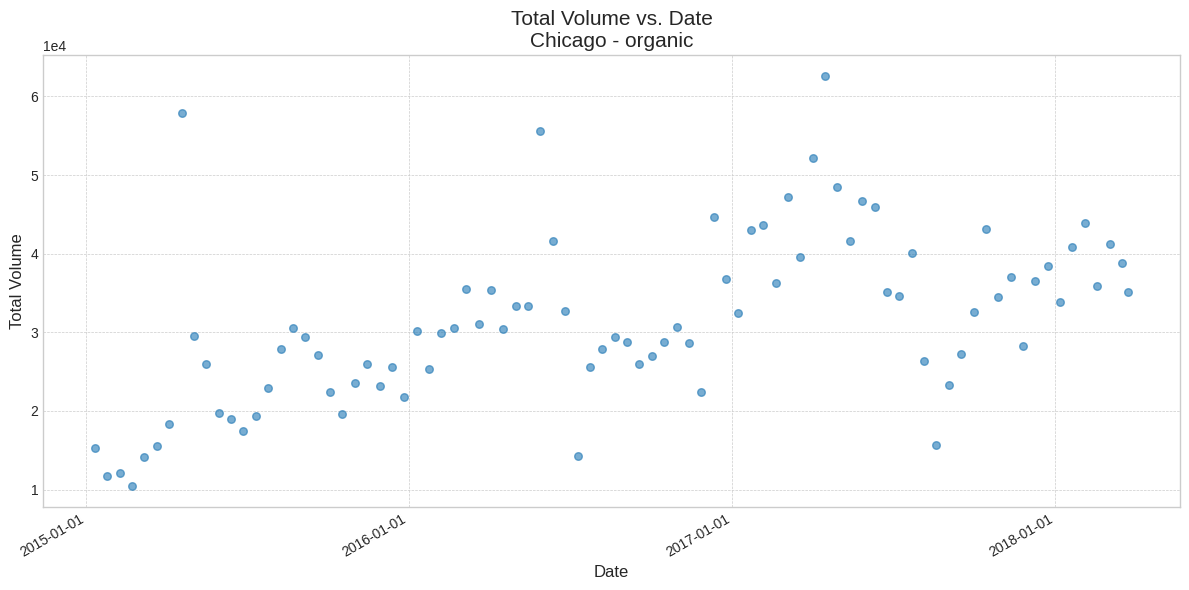 Total Volume vs. Date
Chicago - organic
1e4
6
5
4
3
2
1
Total Volume
2015-01-01
2016-01-01
2017-01-01
2018-01-01
Date